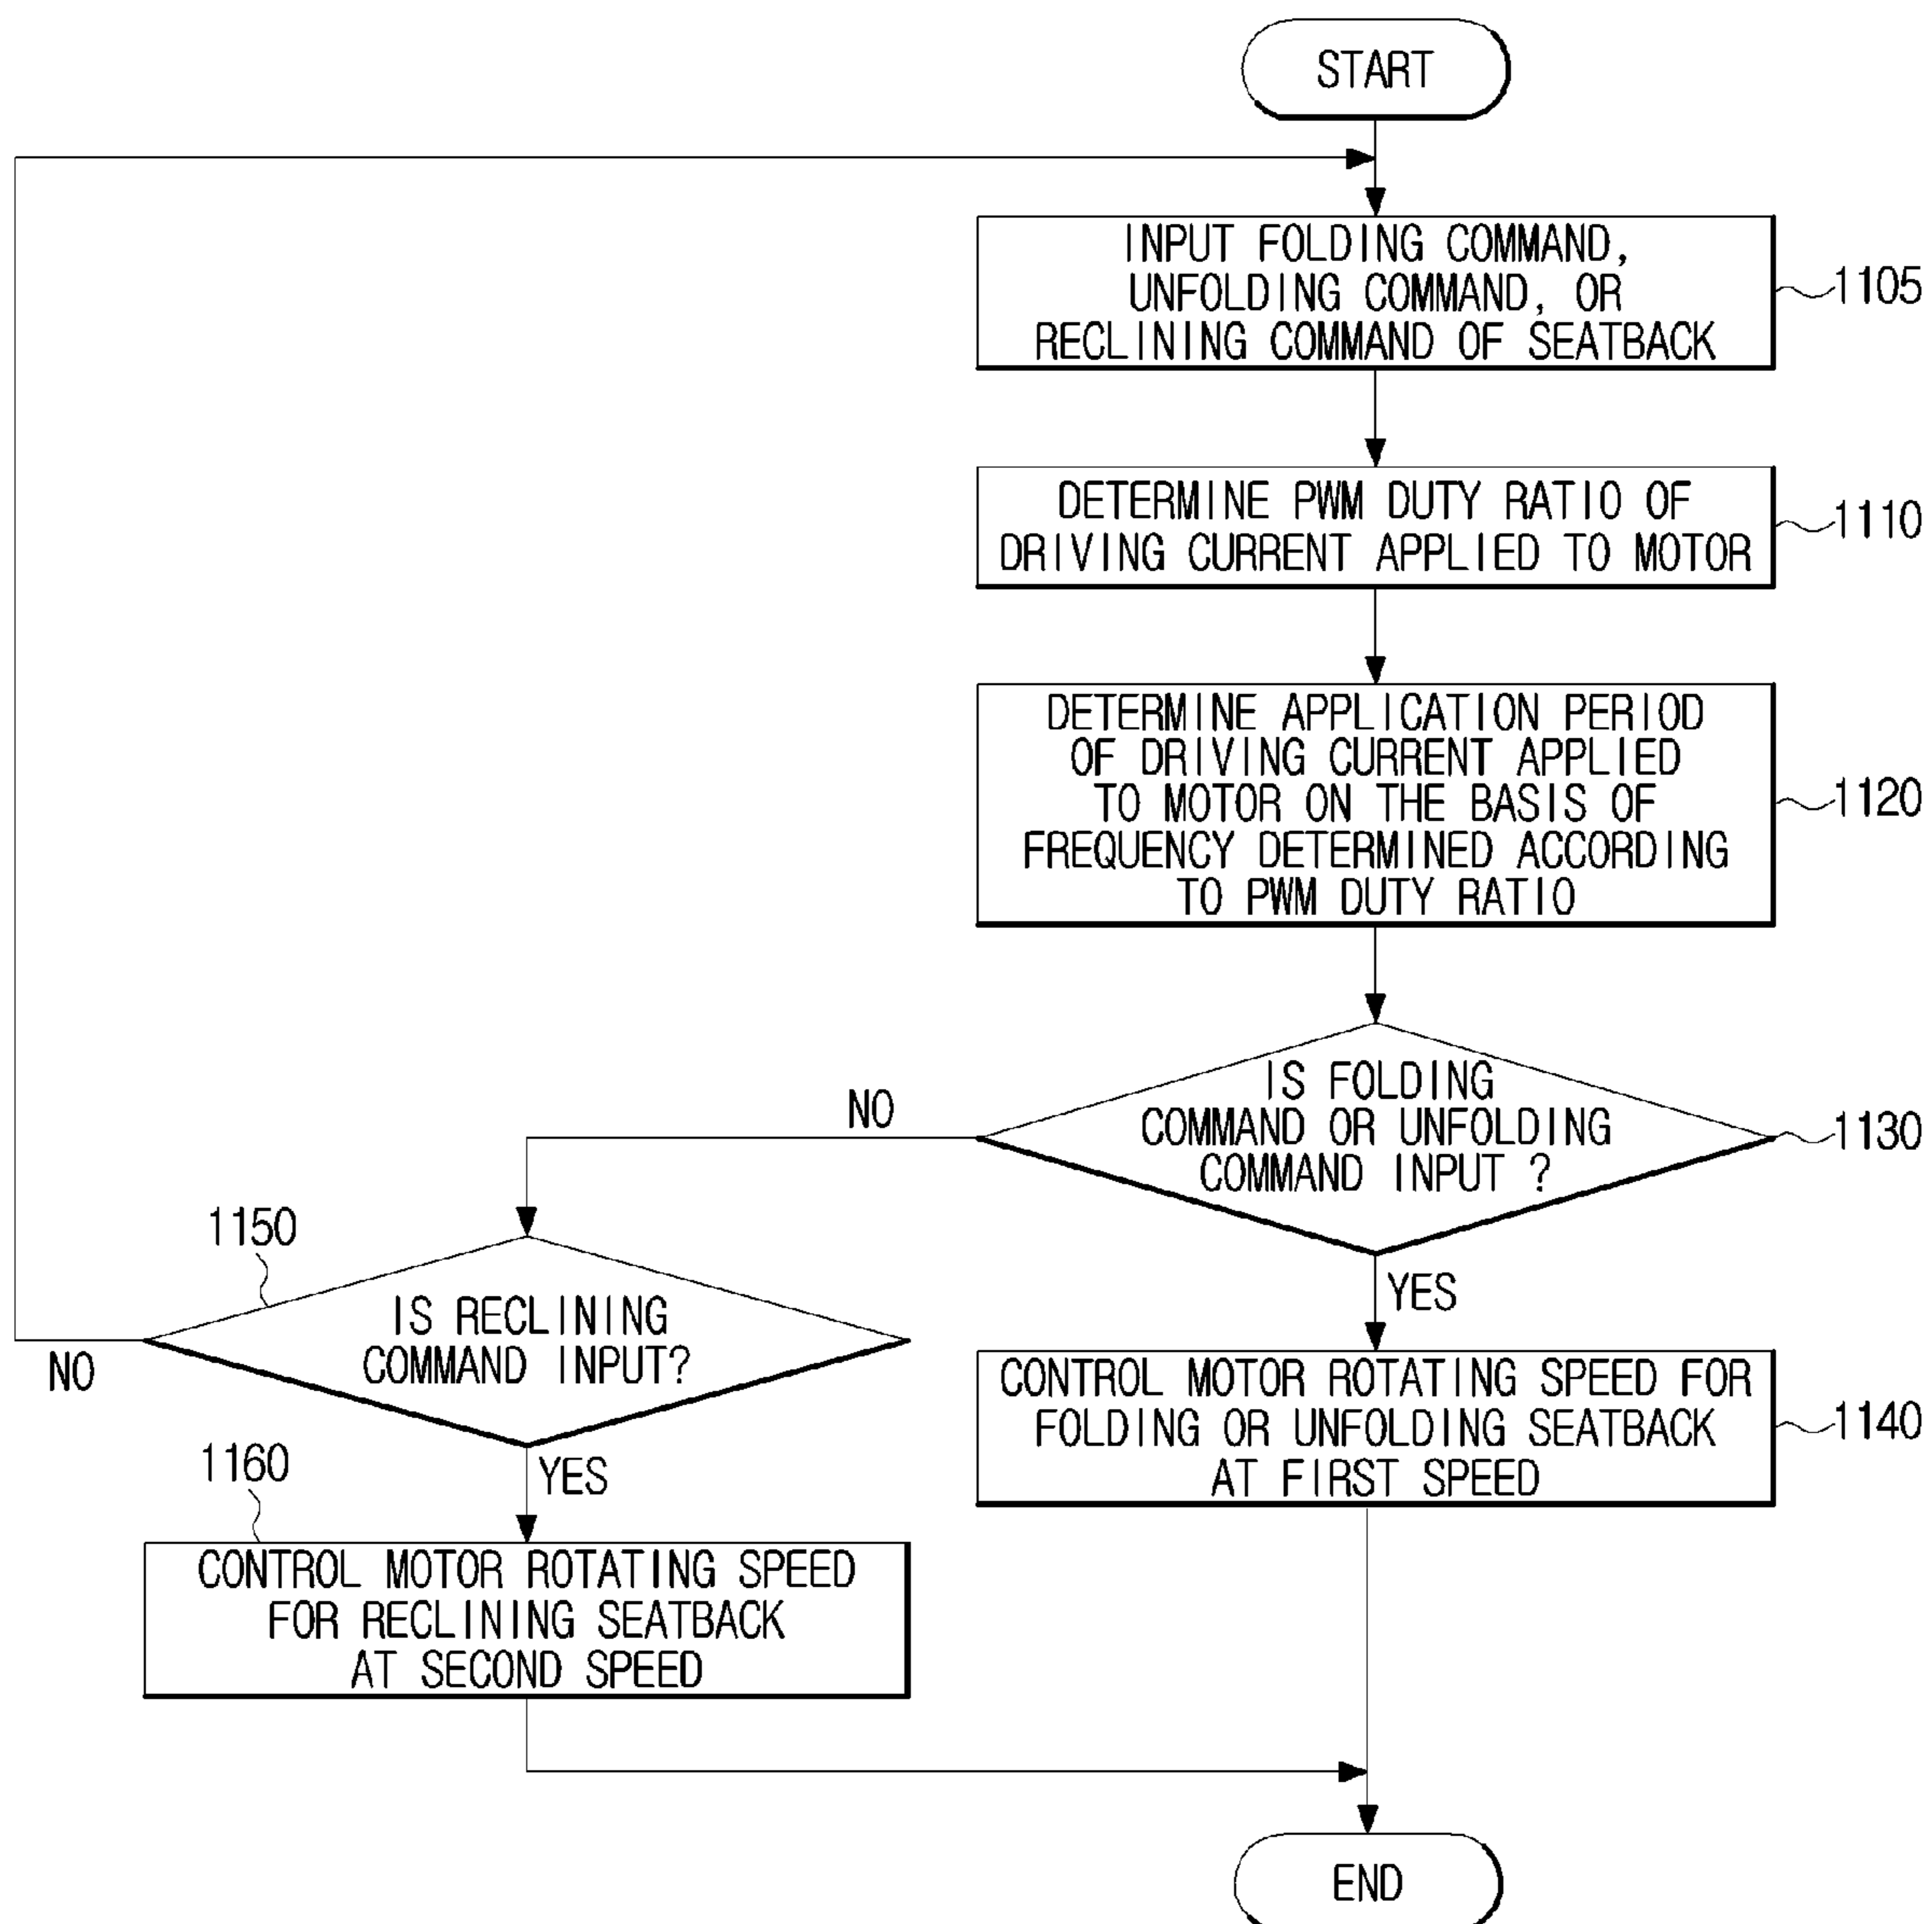 START
INPUT FOLDING COMMAND,
UNFOLDING COMMAND, OR
RECLINING COMMAND OF SEATBACK
1105
DETERMINE PWM DUTY RATIO OF
DRIVING CURRENT APPLIED TO MOTOR
1110
DETERMINE APPLICATION PERIOD
OF DRIVING CURRENT APPLIED
TO MOTOR ON THE BASIS OF
FREQUENCY DETERMINED ACCORDING
TO PWM DUTY RATIO
1120
IS FOLDING
COMMAND OR UNFOLDING
COMMAND INPUT ?
1130
NO
YES
1150
IS RECLINING
COMMAND INPUT?
NO
YES
CONTROL MOTOR ROTATING SPEED FOR
FOLDING OR UNFOLDING SEATBACK
AT FIRST SPEED
1140
1160
CONTROL MOTOR ROTATING SPEED
FOR RECLINING SEATBACK
AT SECOND SPEED
END